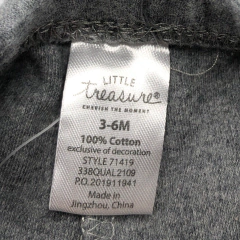 LITTLE
treasure®
CHERISH THE MOMENT
3-6M
100% Cotton
exclusive of decoration
STYLE 71419
338QUAL2109
P.O.201911941
Made in
Jingzhou, China